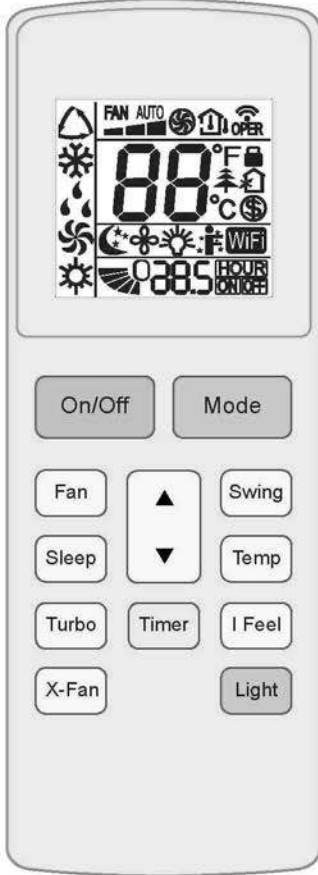 FAN AUTO
OPER
88 °F
°C
WiFi
88.5 HOUR
ON/OFF
On/Off Mode
Fan ▲ Swing
Sleep ▼ Temp
Turbo Timer I Feel
X-Fan Light